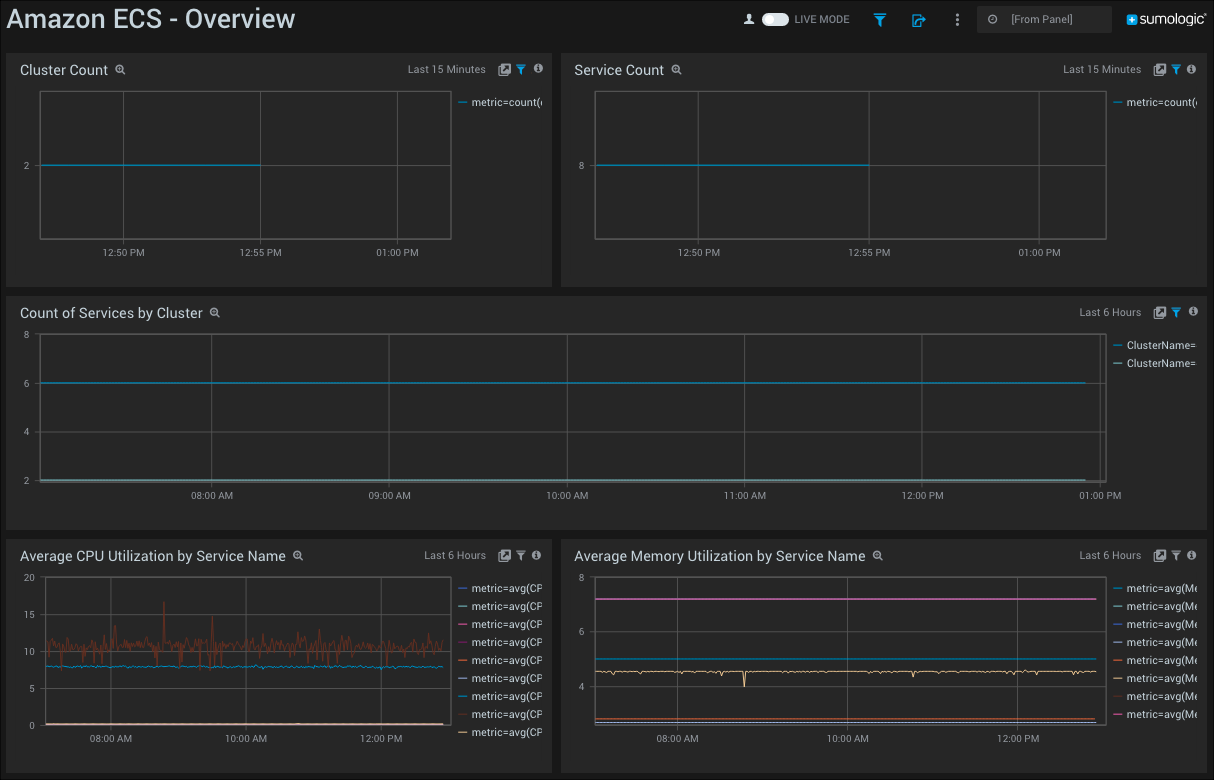 Amazon ECS - Overview
LIVE MODE
[From Panel]
sumologic
Cluster Count
Last 15 Minutes
2
12:50 PM 12:55 PM 01:00 PM
metric=count(
Service Count
Last 15 Minutes
8
12:50 PM 12:55 PM 01:00 PM
metric=count(
Count of Services by Cluster
Last 6 Hours
8
6
4
2
08:00 AM 09:00 AM 10:00 AM 11:00 AM 12:00 PM 01:00 PM
ClusterName=
ClusterName=
Average CPU Utilization by Service Name
Last 6 Hours
20
15
10
5
0
08:00 AM 10:00 AM 12:00 PM
metric=avg(CP
metric=avg(CP
metric=avg(CP
metric=avg(CP
metric=avg(CP
metric=avg(CP
metric=avg(CP
metric=avg(CP
metric=avg(CP
Average Memory Utilization by Service Name
Last 6 Hours
8
6
4
08:00 AM 10:00 AM 12:00 PM
metric=avg(Me
metric=avg(Me
metric=avg(Me
metric=avg(Me
metric=avg(Me
metric=avg(Me
metric=avg(Me
metric=avg(Me